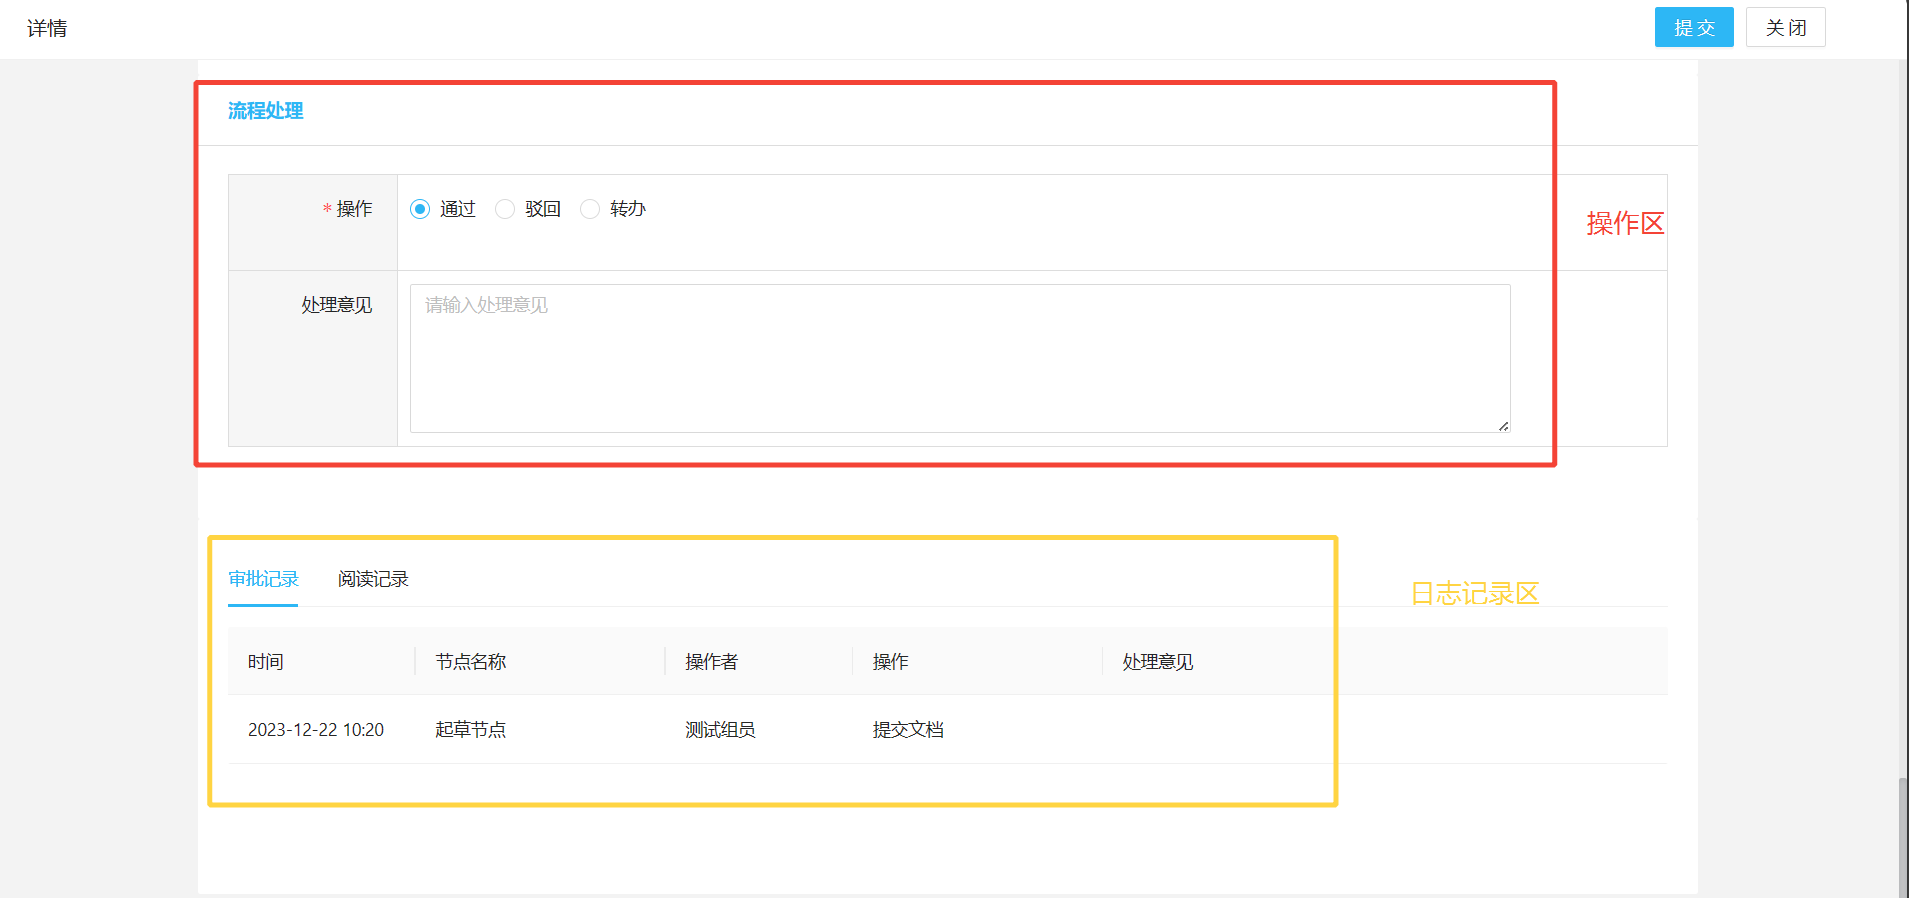 详情
提交 关闭
流程处理
* 操作 通过 驳回 转办
操作区
处理意见 请输入处理意见
审批记录 阅读记录
日志记录区
时间 节点名称 操作者 操作 处理意见
2023-12-22 10:20 起草节点 测试组员 提交文档